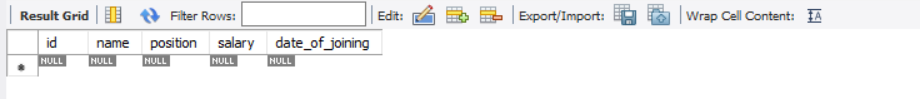 Result Grid Filter Rows: Edit: Export/Import: Wrap Cell Content: IA
id name position salary date_of_joining
* NULL NULL NULL NULL NULL